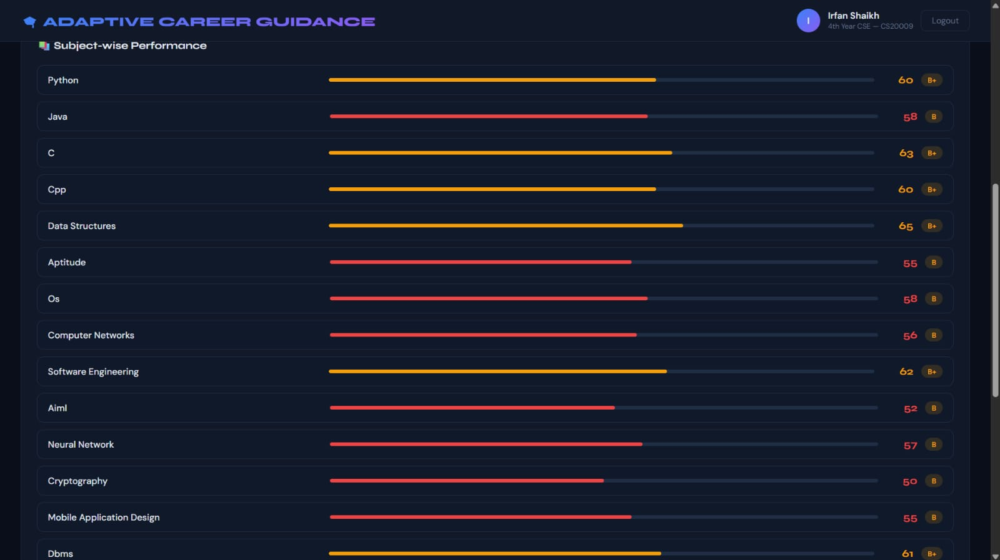 ADAPTIVE CAREER GUIDANCE
I
Irfan Shaikh
4th Year CSE — CS20009
Logout
Subject-wise Performance
Python 60 B+
Java 58 B
C 63 B+
Cpp 60 B+
Data Structures 65 B+
Aptitude 55 B
Os 58 B
Computer Networks 56 B
Software Engineering 62 B+
Aiml 52 B
Neural Network 57 B
Cryptography 50 B
Mobile Application Design 55 B
Dbms 61 B+